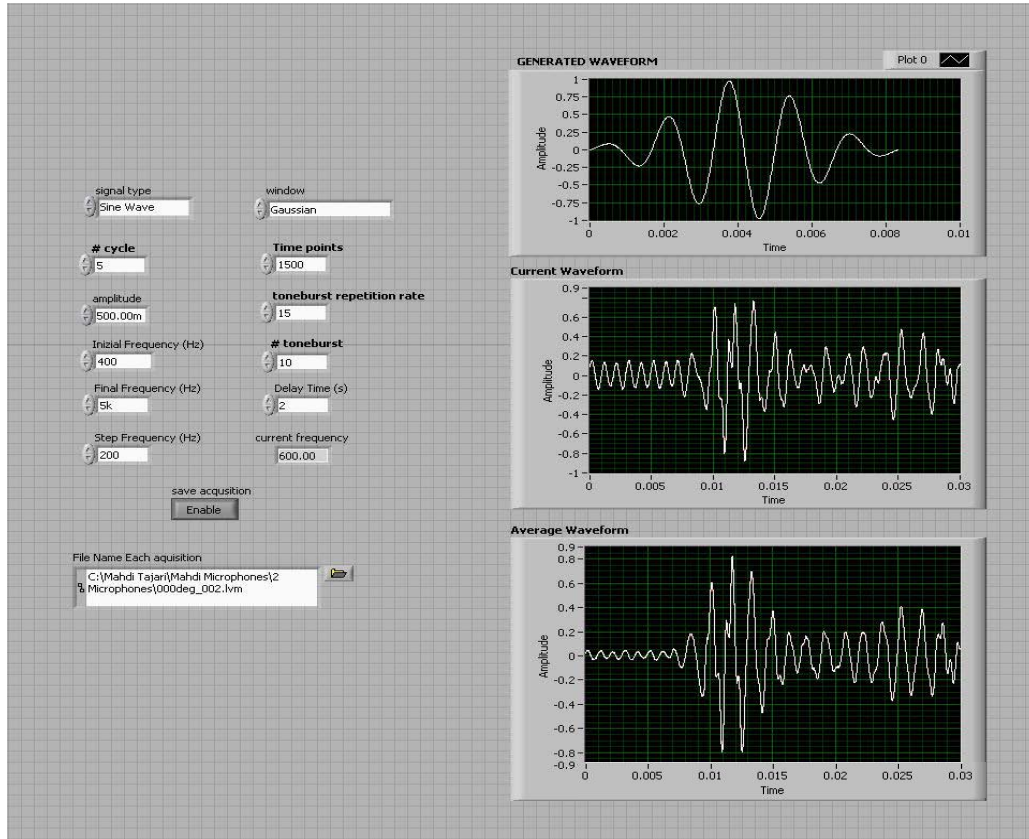 signal type
Sine Wave
window
Gaussian
# cycle
5
Time points
1500
amplitude
500.00m
toneburst repetition rate
15
Inizial Frequency (Hz)
400
# toneburst
10
Final Frequency (Hz)
5k
Delay Time (s)
2
Step Frequency (Hz)
200
current frequency
600.00
save acqusition
Enable
File Name Each aquisition
C:\Mahdi Tajari\Mahdi Microphones\2
Microphones\000deg_002.lvm
GENERATED WAVEFORM
Plot 0
Amplitude
1
0.75
0.5
0.25
0
-0.25
-0.5
-0.75
-1
0 0.002 0.004 0.006 0.008 0.01
Time
Current Waveform
Amplitude
0.9
0.6
0.4
0.2
0
-0.2
-0.4
-0.6
-0.8
-1
0 0.005 0.01 0.015 0.02 0.025 0.03
Time
Average Waveform
Amplitude
0.9
0.8
0.6
0.4
0.2
0
-0.2
-0.4
-0.6
-0.8
-0.9
0 0.005 0.01 0.015 0.02 0.025 0.03
Time